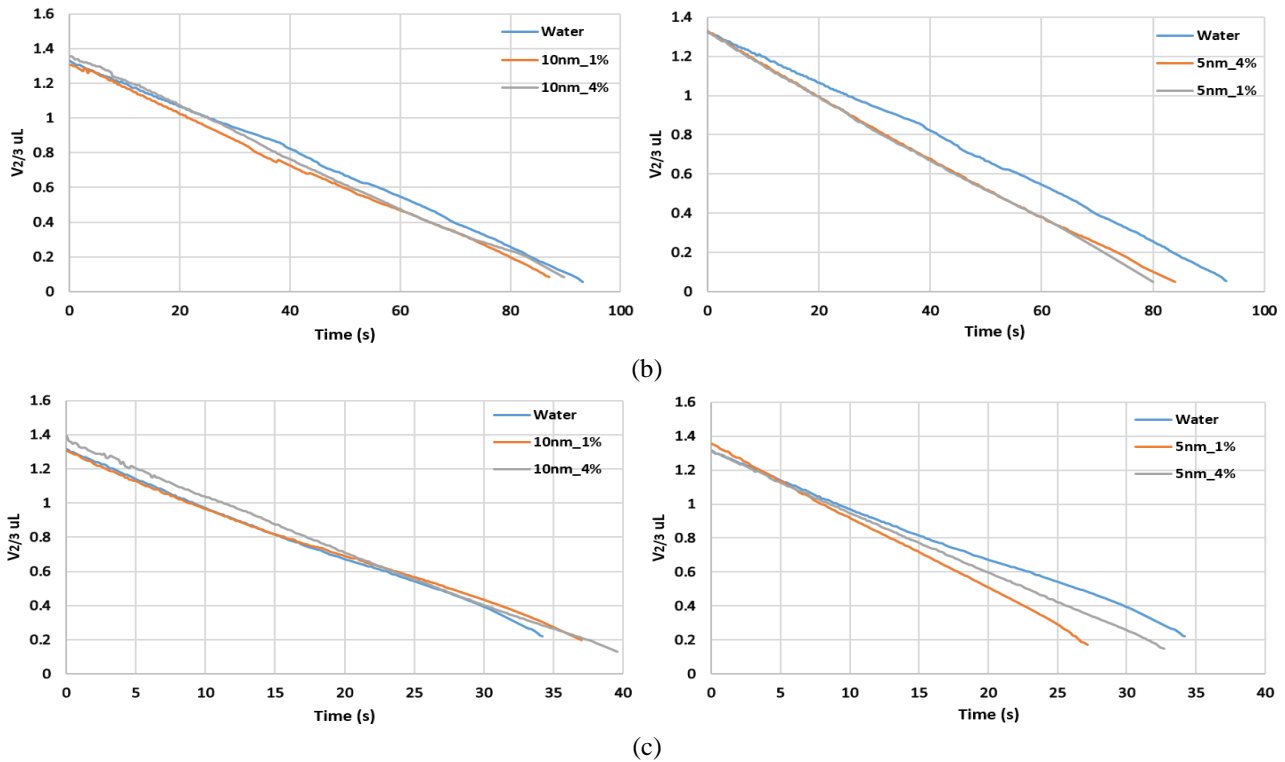 1.6
1.4
1.2
1
0.8
0.6
0.4
0.2
0
V2/3 uL
0 20 40 60 80 100
Time (s)
Water
10nm_1%
10nm_4%
1.4
1.2
1
0.8
0.6
0.4
0.2
0
V2/3 uL
0 20 40 60 80 100
Time (s)
Water
5nm_4%
5nm_1%
(b)
1.6
1.4
1.2
1
0.8
0.6
0.4
0.2
0
V2/3 uL
0 5 10 15 20 25 30 35 40
Time (s)
Water
10nm_1%
10nm_4%
1.6
1.4
1.2
1
0.8
0.6
0.4
0.2
0
V2/3 uL
0 5 10 15 20 25 30 35 40
Time (s)
Water
5nm_1%
5nm_4%
(c)